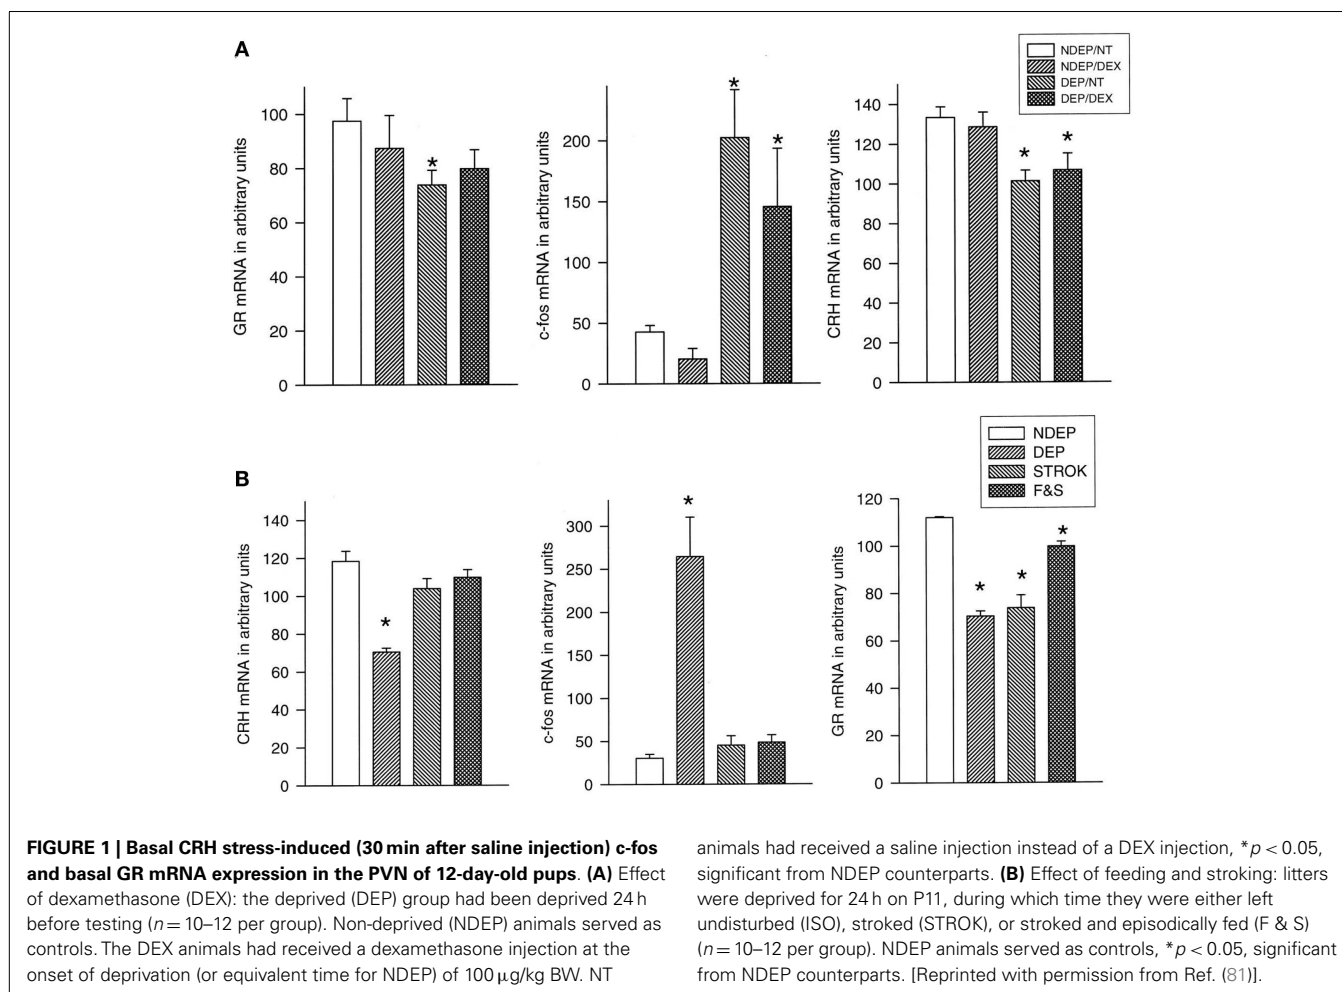 A
NDEP/NT
NDEP/DEX
DEP/NT
DEP/DEX
GR mRNA in arbitrary units
100
80
60
40
20
0
*
c-fos mRNA in arbitrary units
200
150
100
50
0
*
*
CRH mRNA in arbitrary units
140
120
100
80
60
40
20
0
*
*
B
NDEP
DEP
STROK
F&S
CRH mRNA in arbitrary units
140
120
100
80
60
40
20
0
*
c-fos mRNA in arbitrary units
300
250
200
150
100
50
0
*
GR mRNA in arbitrary units
120
100
80
60
40
20
0
*
*
*
FIGURE 1 | Basal CRH stress-induced (30 min after saline injection) c-fos
and basal GR mRNA expression in the PVN of 12-day-old pups. (A) Effect
of dexamethasone (DEX): the deprived (DEP) group had been deprived 24 h
before testing (n = 10–12 per group). Non-deprived (NDEP) animals served as
controls. The DEX animals had received a dexamethasone injection at the
onset of deprivation (or equivalent time for NDEP) of 100 μg/kg BW. NT
animals had received a saline injection instead of a DEX injection, *p < 0.05,
significant from NDEP counterparts. (B) Effect of feeding and stroking: litters
were deprived for 24 h on P11, during which time they were either left
undisturbed (ISO), stroked (STROK), or stroked and episodically fed (F & S)
(n = 10–12 per group). NDEP animals served as controls, *p < 0.05, significant
from NDEP counterparts. [Reprinted with permission from Ref. (81)].